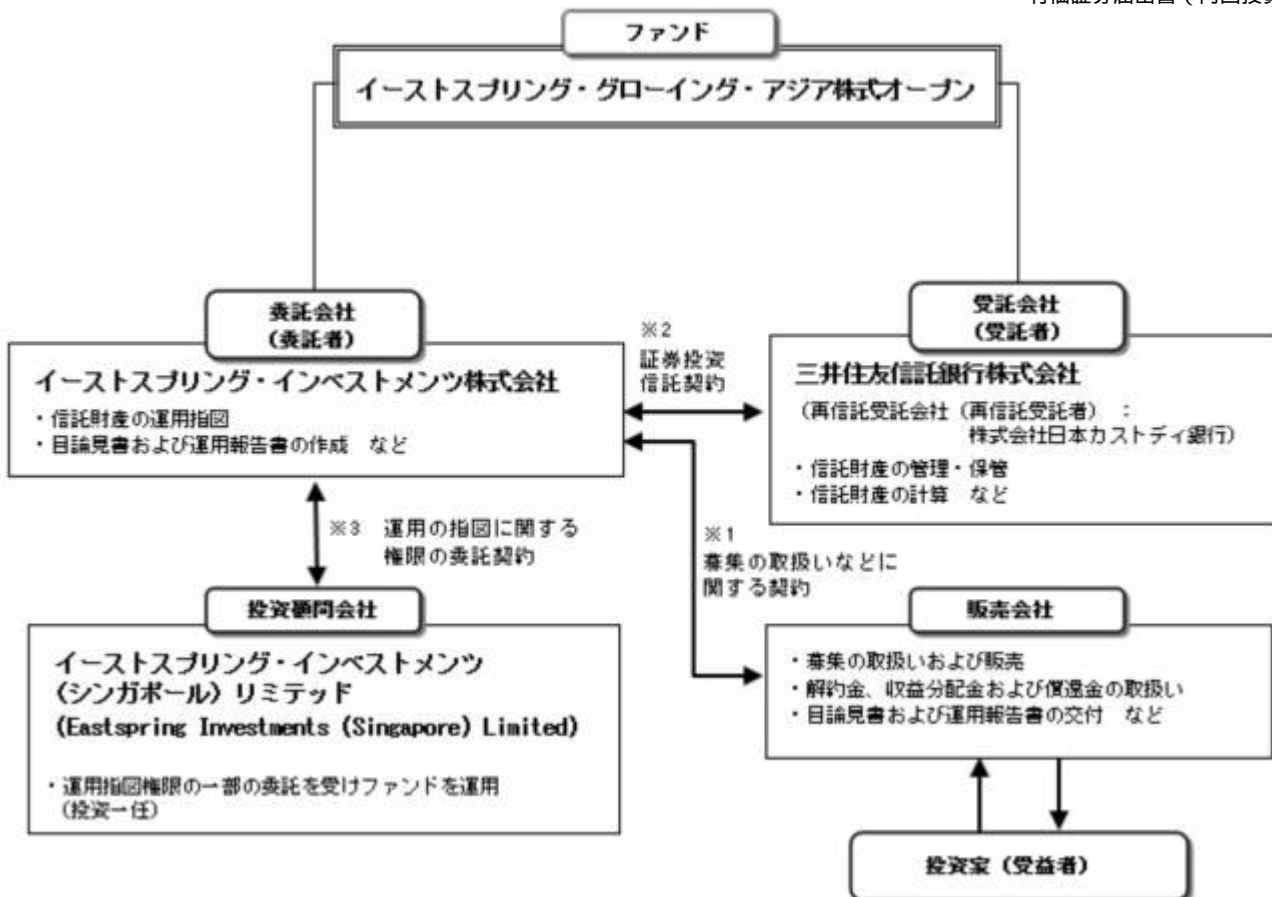 ファンド
イーストスプリング・グローイング・アジア株式オープン
委託会社
(委託者)
イーストスプリング・インベストメンツ株式会社
・信託財産の運用指図
・目論見書および運用報告書の作成 など
※2
証券投資
信託契約
受託会社
(受託者)
三井住友信託銀行株式会社
(再信託受託会社(再信託受託者) :
株式会社日本カストディ銀行)
・信託財産の管理・保管
・信託財産の計算 など
※3 運用の指図に関する
権限の委託契約
※1
募集の取扱いなどに
関する契約
投資顧問会社
イーストスプリング・インベストメンツ
(シンガポール) リミテッド
(Eastspring Investments (Singapore) Limited)
・運用指図権限の一部の委託を受けファンドを運用
(投資一任)
販売会社
・募集の取扱いおよび販売
・解約金、収益分配金および償還金の取扱い
・目論見書および運用報告書の交付 など
投資家(受益者)